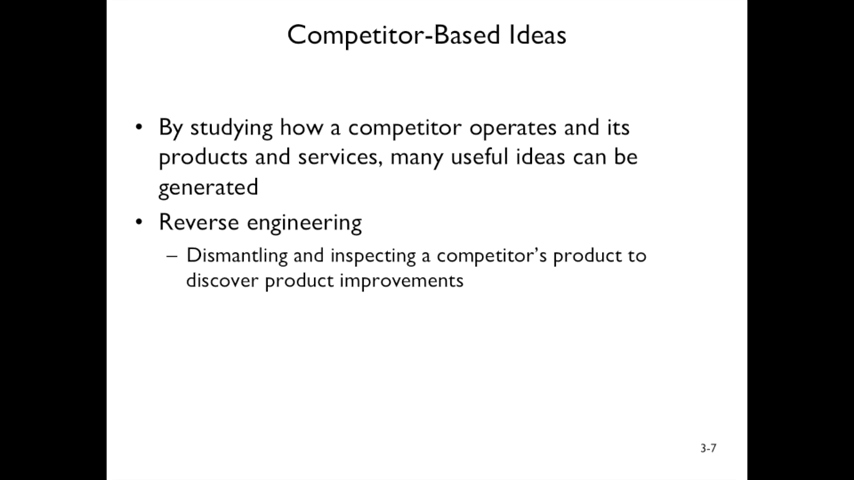 Competitor-Based Ideas
• By studying how a competitor operates and its
products and services, many useful ideas can be
generated
• Reverse engineering
– Dismantling and inspecting a competitor's product to
discover product improvements
3-7